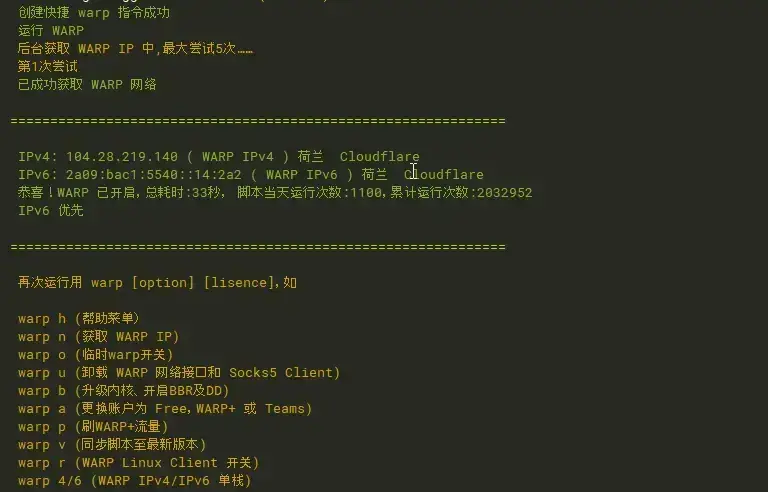 创建快捷 warp 指令成功
运行 WARP
后台获取 WARP IP 中,最大尝试5次……
第1次尝试
已成功获取 WARP 网络
==============================================================
IPv4: 104.28.219.140 ( WARP IPv4 ) 荷兰  Cloudflare
IPv6: 2a09:bac1:5540::14:2a2 ( WARP IPv6 ) 荷兰  Cloudflare
恭喜！WARP 已开启，总耗时:33秒， 脚本当天运行次数:1100，累计运行次数:2032952
IPv6 优先
==============================================================
再次运行用 warp [option] [lisence]，如
warp h (帮助菜单）
warp n (获取 WARP IP)
warp o (临时warp开关)
warp u (卸载 WARP 网络接口和 Socks5 Client)
warp b (升级内核、开启BBR及DD)
warp a (更换账户为 Free，WARP+ 或 Teams)
warp p (刷WARP+流量)
warp v (同步脚本至最新版本)
warp r (WARP Linux Client 开关)
warp 4/6 (WARP IPv4/IPv6 单栈)